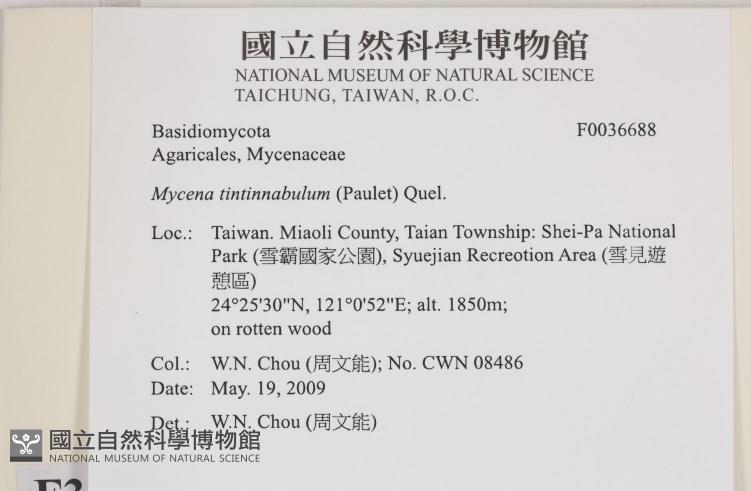 國立自然科學博物館
NATIONAL MUSEUM OF NATURAL SCIENCE
TAICHUNG, TAIWAN, R.O.C.
Basidiomycota F0036688
Agaricales, Mycenaceae
Mycena tintinnabulum (Paulet) Quel.
Loc.: Taiwan. Miaoli County, Taian Township: Shei-Pa National
Park (雪霸國家公園), Syuejian Recreotion Area (雪見遊
憩區)
24°25'30"N, 121°0'52"E; alt. 1850m;
on rotten wood
Col.: W.N. Chou (周文能); No. CWN 08486
Date: May. 19, 2009
Det.: W.N. Chou (周文能)
國立自然科學博物館
NATIONAL MUSEUM OF NATURAL SCIENCE